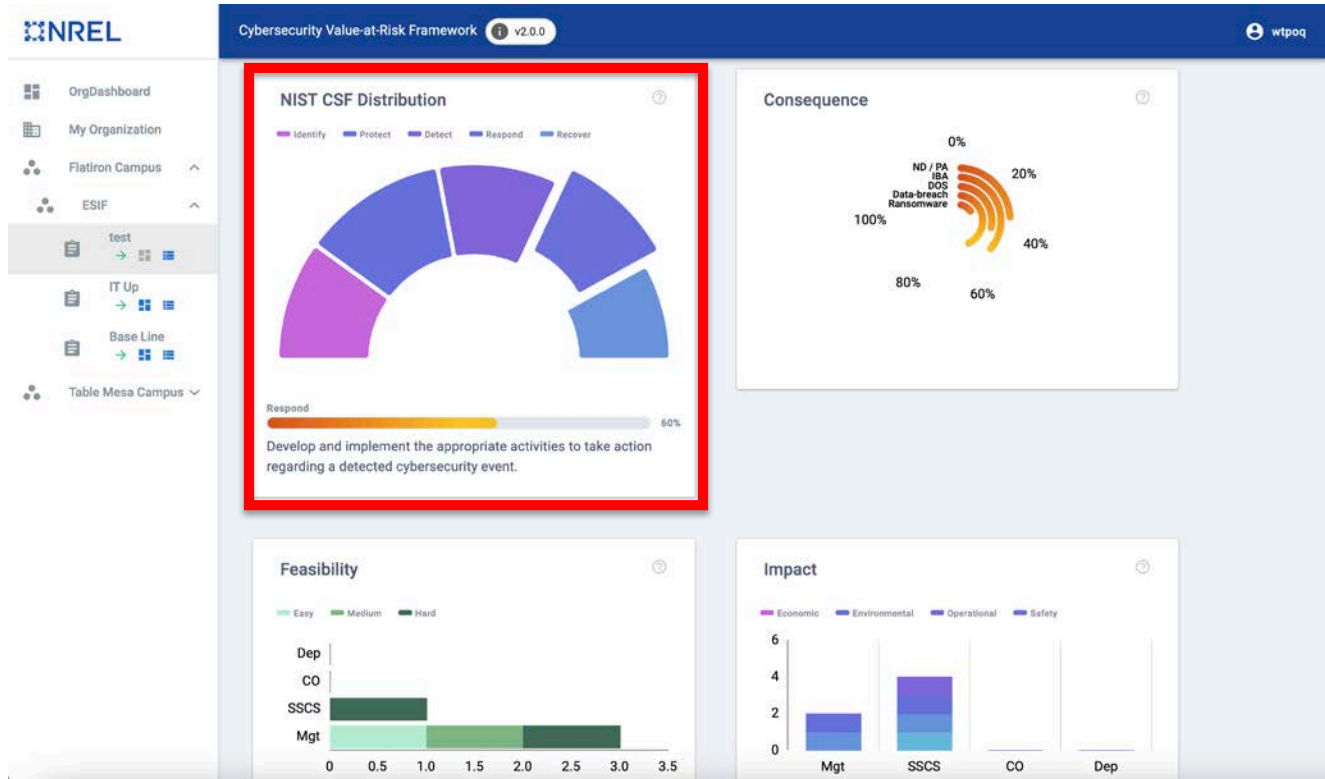 NREL
Cybersecurity Value-at-Risk Framework v2.0.0
wtpoq
OrgDashboard
My Organization
Flatiron Campus
ESIF
test
IT Up
Base Line
Table Mesa Campus
NIST CSF Distribution
Identify Protect Detect Respond Recover
Respond
60%
Develop and implement the appropriate activities to take action
regarding a detected cybersecurity event.
Consequence
0%
20%
40%
60%
80%
100%
ND / PA
IBA
DOS
Data-breach
Ransomware
Feasibility
Easy Medium Hard
Dep
CO
SSCS
Mgt
0 0.5 1.0 1.5 2.0 2.5 3.0 3.5
Impact
Economic Environmental Operational Safety
6
4
2
0
Mgt SSCS CO Dep